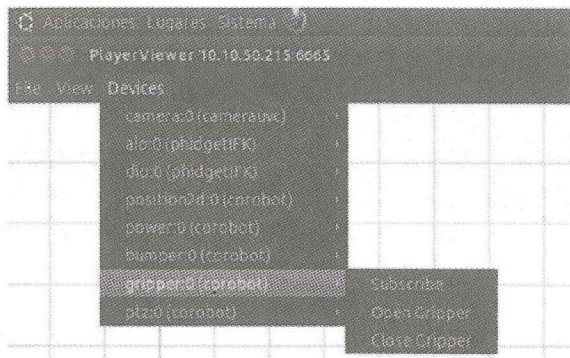 Aplicaciones Lugares Sistema
PlayerViewer 10.10.50.215:6665
File View Devices
camera:0 (camerauvc)
aio:0 (phidgetIFK)
dio:0 (phidgetIFK)
position2d:0 (corobot)
power:0 (corobot)
bumper:0 (corobot)
gripper:0 (corobot)
Subscribe
ptz:0 (corobot)
Open Gripper
Close Gripper